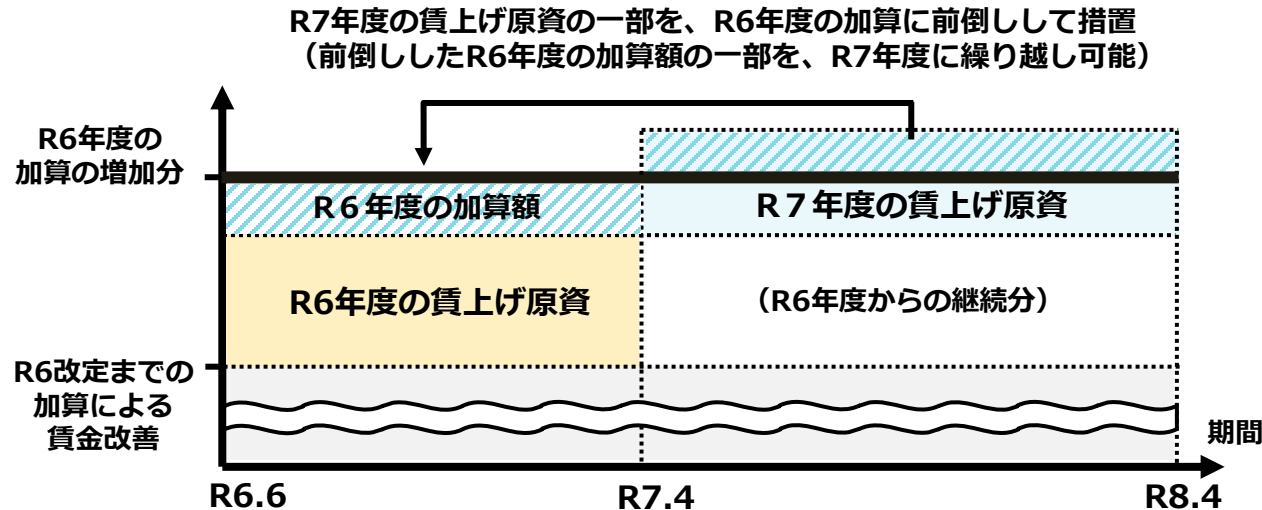 R7年度の賃上げ原資の一部を、R6年度の加算に前倒しして措置
（前倒ししたR6年度の加算額の一部を、R7年度に繰り越し可能）
R6年度の
加算の増加分
R６年度の加算額
R７年度の賃上げ原資
R6年度の賃上げ原資
（R6年度からの継続分）
R6改定までの
加算による
賃金改善
期間
R6.6
R7.4
R8.4